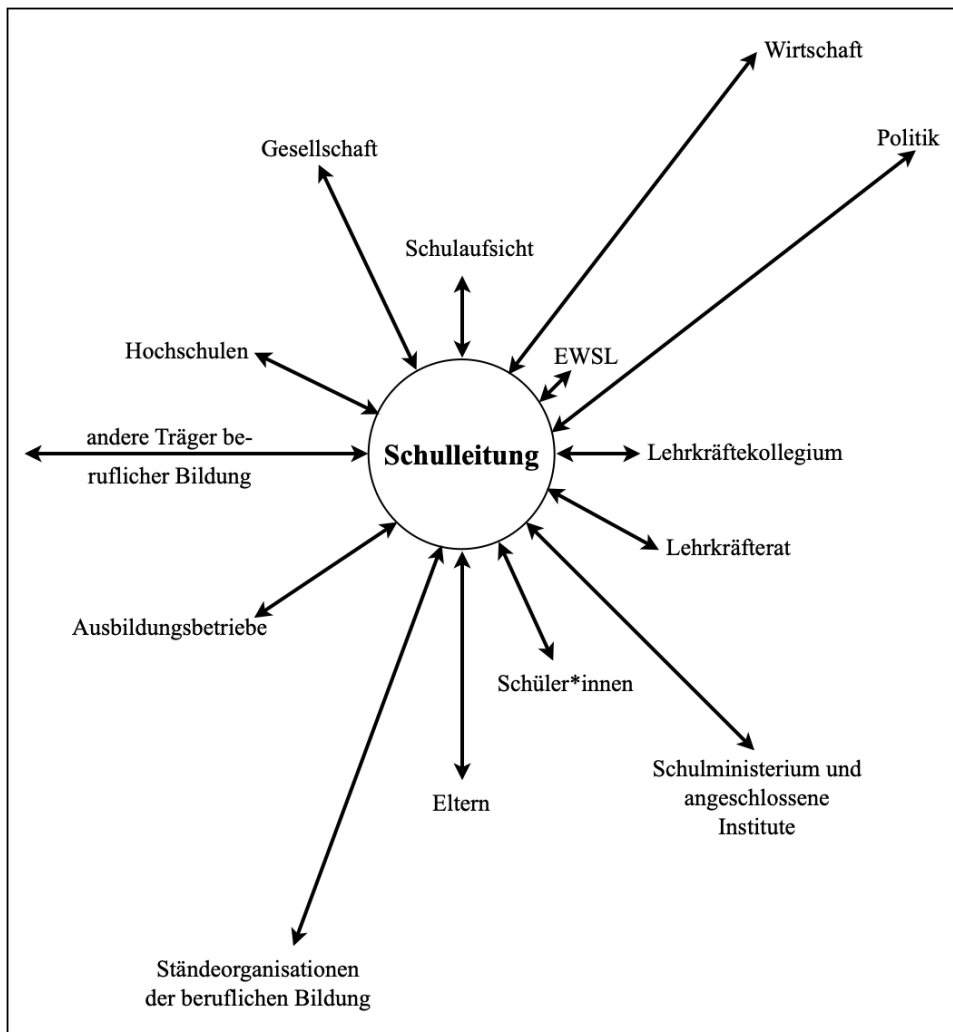 Wirtschaft
Politik
Gesellschaft
Schulaufsicht
Hochschulen
EWSL
andere Träger be-
ruflicher Bildung
Schulleitung
Lehrkräftekollegium
Lehrkräfterat
Ausbildungsbetriebe
Schüler*innen
Schulministerium und
angeschlossene
Institute
Eltern
Ständeorganisationen
der beruflichen Bildung